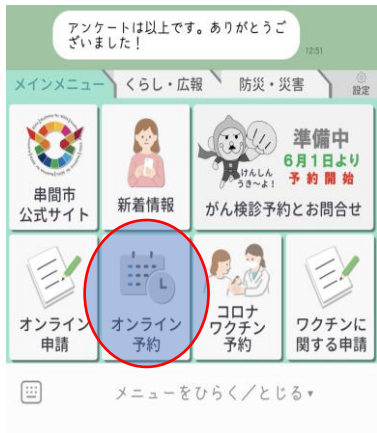 アンケートは以上です。ありがとうご
ざいました！
12:51
メインメニュー
くらし・広報
防災・災害
設定
串間市
公式サイト
新着情報
けんしん
うき〜よ！
準備中
6月1日より
予約開始
がん検診予約とお問合せ
オンライン
申請
オンライン
予約
コロナ
ワクチン
予約
ワクチンに
関する申請
メニューをひらく／とじる▾